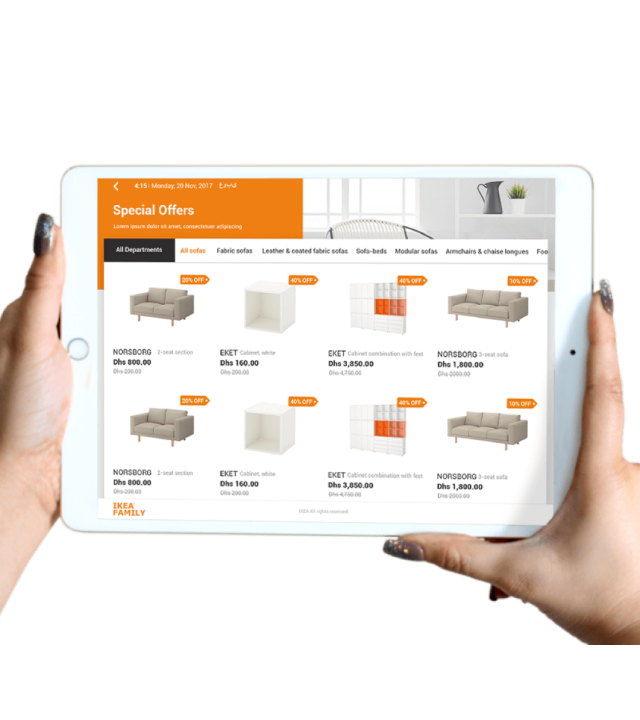 4:15 | Monday, 28 Nov, 2017
Special Offers
Lorem ipsum dolor sit amet, consectetuer adipiscing
All Departments All sofas Fabric sofas Leather & coated fabric sofas Sofa-beds Modular sofas Armchairs & chaise longues Foo
20% OFF 40% OFF 40% OFF 10% OFF
NORSBORG 2-seat section EKET Cabinet, white EKET Cabinet combination with feet NORSBORG 3-seat sofa
Dhs 800.00 Dhs 160.00 Dhs 3,850.00 Dhs 1,800.00
Dhs Dhs 200.00 Dhs 4,750.00 Dhs 2000.00
20% OFF 40% OFF 40% OFF 10% OFF
NORSBORG 2-seat section EKET Cabinet, white EKET Cabinet combination with feet NORSBORG 3-seat sofa
Dhs 800.00 Dhs 160.00 Dhs 3,850.00 Dhs 1,800.00
Dhs Dhs 200.00 Dhs 4,750.00 Dhs 2000.00
IKEA
FAMILY
IKEA All rights reserved